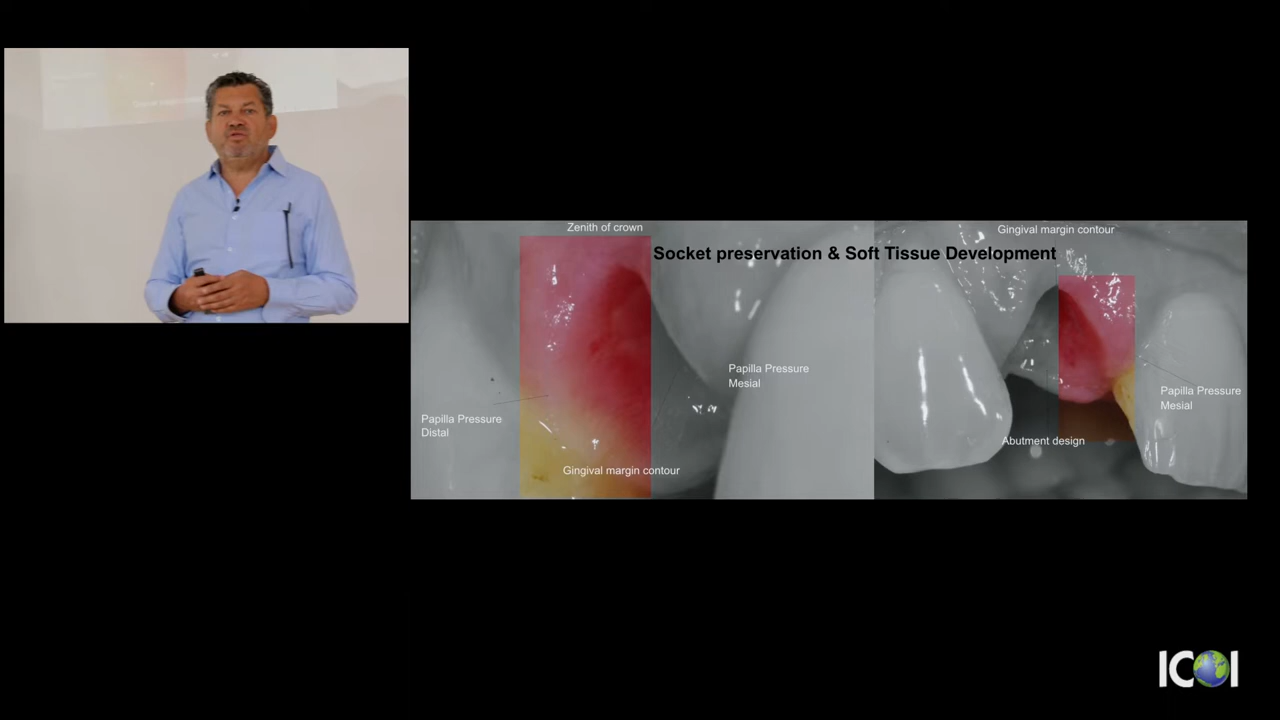 Zenith of crown
Gingival margin contour
Socket preservation & Soft Tissue Development
Papilla Pressure
Mesial
Papilla Pressure
Distal
Gingival margin contour
Papilla Pressure
Mesial
Abutment design
ICOI